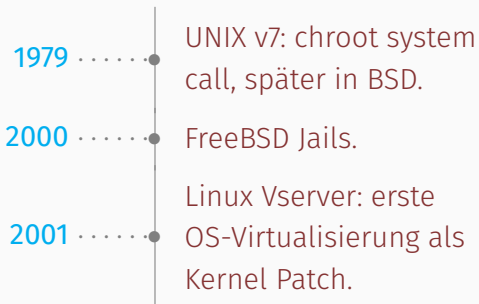 UNIX v7: chroot system
1979
call, später in BSD.
2000 FreeBSD Jails.
Linux Vserver: erste
2001 OS-Virtualisierung als
Kernel Patch.